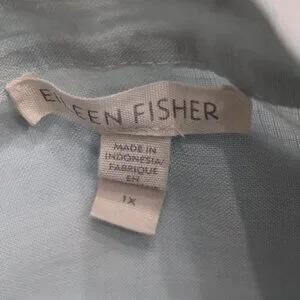 EILEEN FISHER
MADE IN
INDONESIA/
FABRIQUE
EN
1X